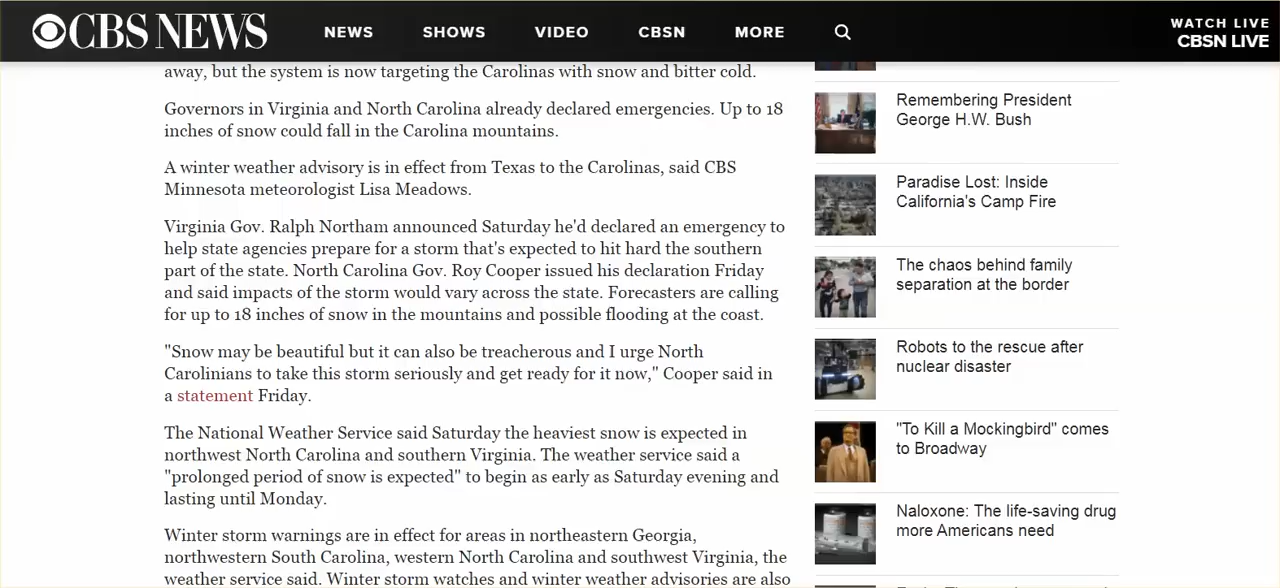 CBS NEWS
NEWS
SHOWS
VIDEO
CBSN
MORE
WATCH LIVE
CBSN LIVE
away, but the system is now targeting the Carolinas with snow and bitter cold.
Governors in Virginia and North Carolina already declared emergencies. Up to 18
inches of snow could fall in the Carolina mountains.
A winter weather advisory is in effect from Texas to the Carolinas, said CBS
Minnesota meteorologist Lisa Meadows.
Virginia Gov. Ralph Northam announced Saturday he'd declared an emergency to
help state agencies prepare for a storm that's expected to hit hard the southern
part of the state. North Carolina Gov. Roy Cooper issued his declaration Friday
and said impacts of the storm would vary across the state. Forecasters are calling
for up to 18 inches of snow in the mountains and possible flooding at the coast.
"Snow may be beautiful but it can also be treacherous and I urge North
Carolinians to take this storm seriously and get ready for it now," Cooper said in
a statement Friday.
The National Weather Service said Saturday the heaviest snow is expected in
northwest North Carolina and southern Virginia. The weather service said a
"prolonged period of snow is expected" to begin as early as Saturday evening and
lasting until Monday.
Winter storm warnings are in effect for areas in northeastern Georgia,
northwestern South Carolina, western North Carolina and southwest Virginia, the
weather service said. Winter storm watches and winter weather advisories are also
Remembering President
George H.W. Bush
Paradise Lost: Inside
California's Camp Fire
The chaos behind family
separation at the border
Robots to the rescue after
nuclear disaster
"To Kill a Mockingbird" comes
to Broadway
Naloxone: The life-saving drug
more Americans need